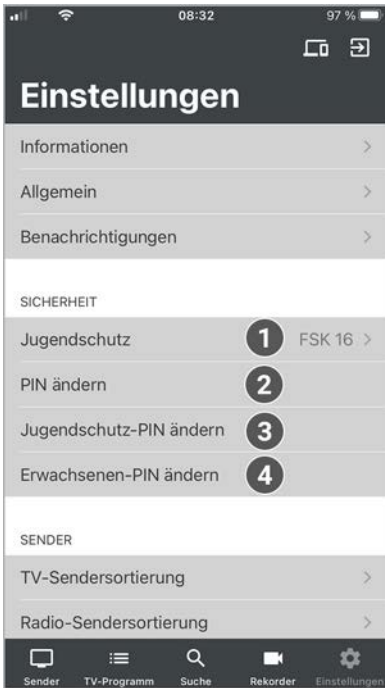 08:32 97 %
Einstellungen
Informationen
Allgemein
Benachrichtigungen
SICHERHEIT
Jugendschutz 1 FSK 16
PIN ändern 2
Jugendschutz-PIN ändern 3
Erwachsenen-PIN ändern 4
SENDER
TV-Sendersortierung
Radio-Sendersortierung
Sender TV-Programm Suche Rekorder Einstellungen